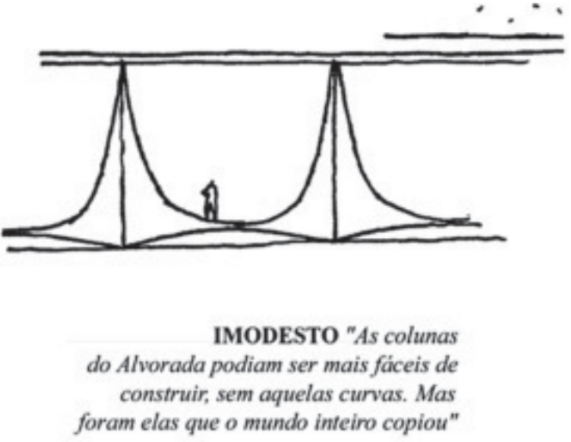 IMODESTO "As colunas
do Alvorada podiam ser mais fáceis de
construir, sem aquelas curvas. Mas
foram elas que o mundo inteiro copiou"